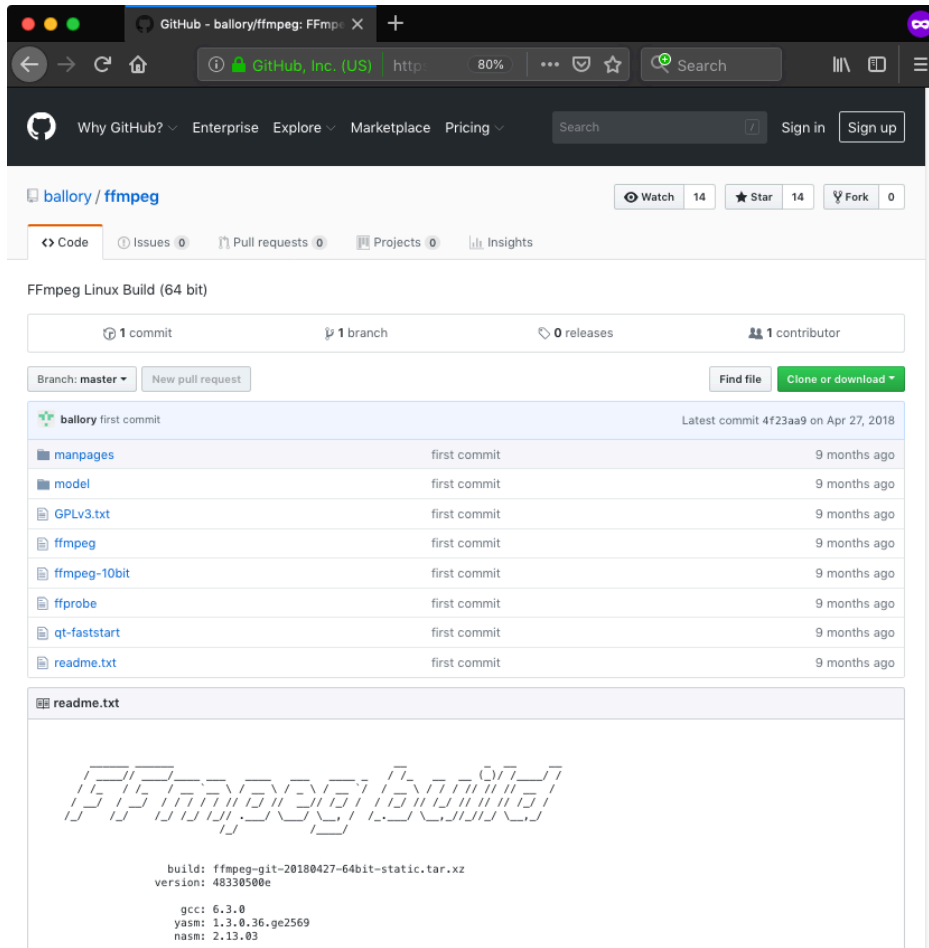 GitHub - ballory/ffmpeg: FFmpe
GitHub, Inc. (US) https 80% Search
Why GitHub? Enterprise Explore Marketplace Pricing Search / Sign in Sign up
ballory / ffmpeg Watch 14 Star 14 Fork 0
Code Issues 0 Pull requests 0 Projects 0 Insights
FFmpeg Linux Build (64 bit)
1 commit 1 branch 0 releases 1 contributor
Branch: master New pull request Find file Clone or download
ballory first commit Latest commit 4f23aa9 on Apr 27, 2018
manpages first commit 9 months ago
model first commit 9 months ago
GPLv3.txt first commit 9 months ago
ffmpeg first commit 9 months ago
ffmpeg-10bit first commit 9 months ago
ffprobe first commit 9 months ago
qt-faststart first commit 9 months ago
readme.txt first commit 9 months ago
readme.txt
FFmpeg build
build: ffmpeg-git-20180427-64bit-static.tar.xz
version: 48330500e
gcc: 6.3.0
yasm: 1.3.0.36.ge2569
nasm: 2.13.03